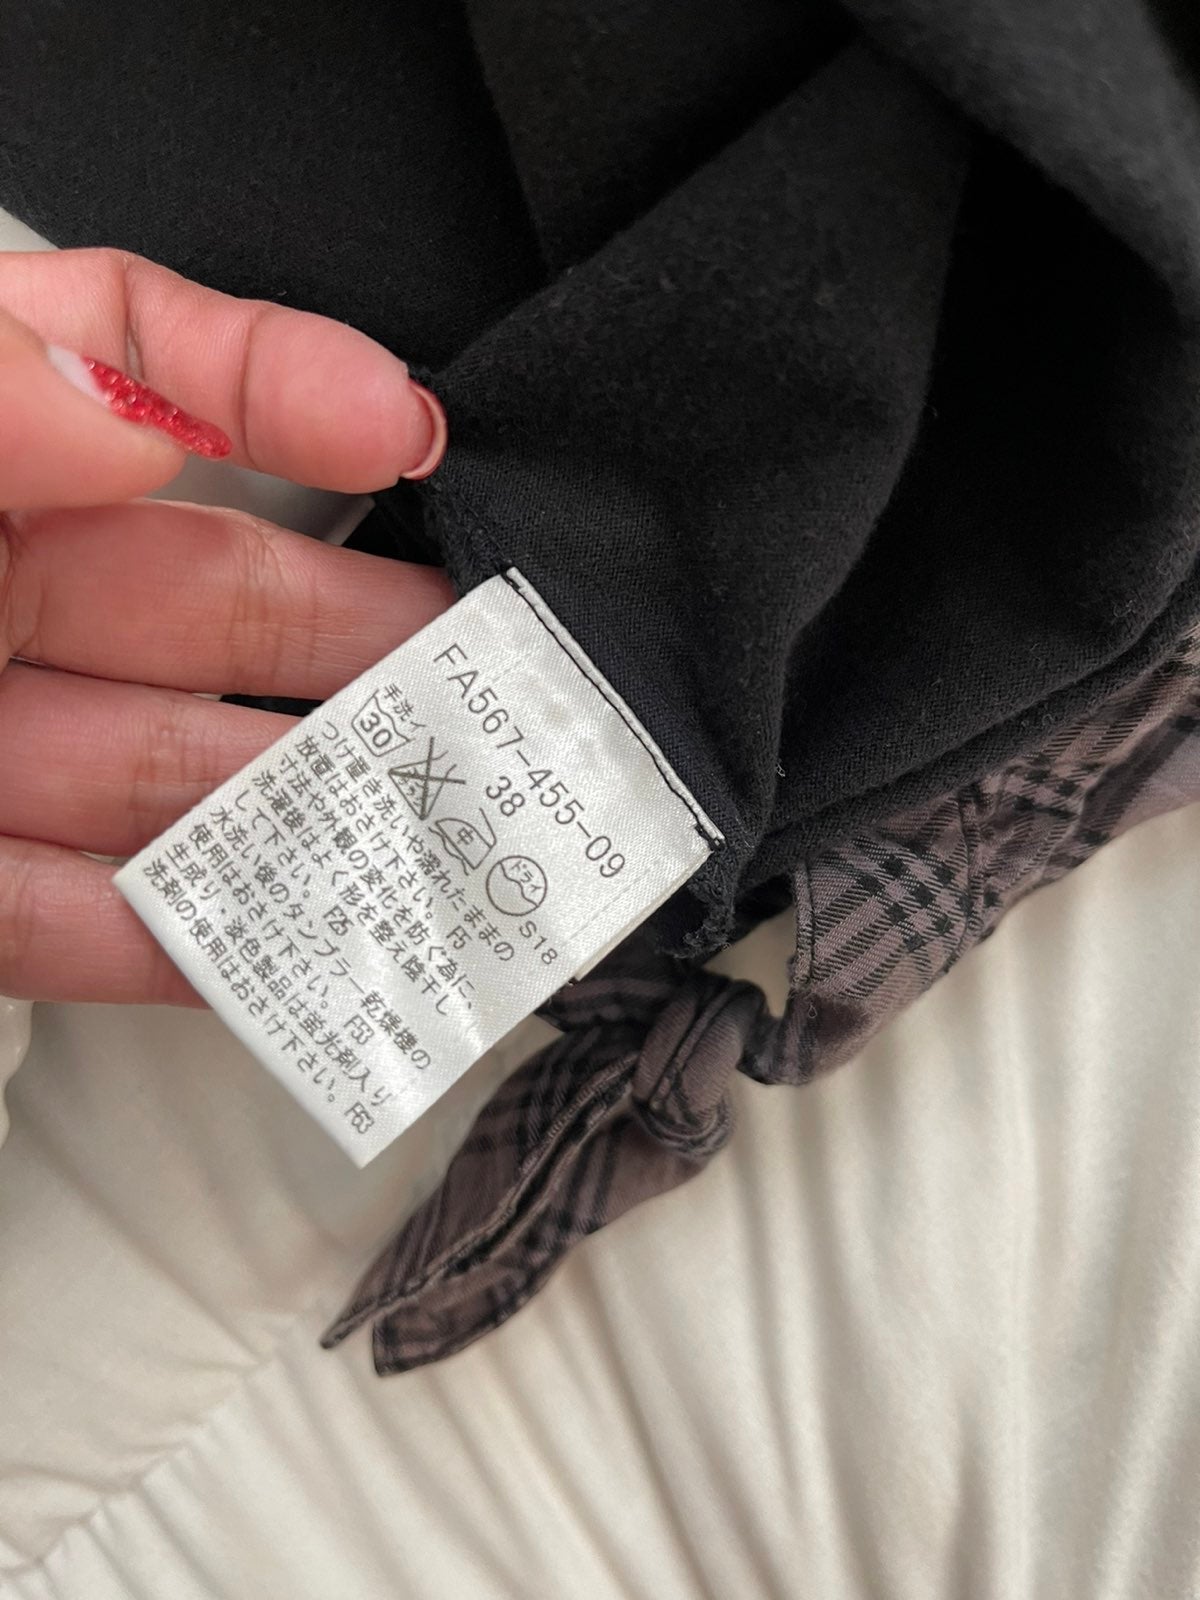 FA567-455-09
38
手洗イ
30
中
ドライ
S18
つけ置き洗いや濡れたままの
放置はおさけ下さい。F5
寸法や外観の変化を防ぐ為に、
洗濯後はよく形を整え陰干し
して下さい。F25
水洗い後のタンブラー乾燥機の
使用はおさけ下さい。F53
生成り・淡色製品は蛍光剤入り
洗剤の使用はおさけ下さい。F63